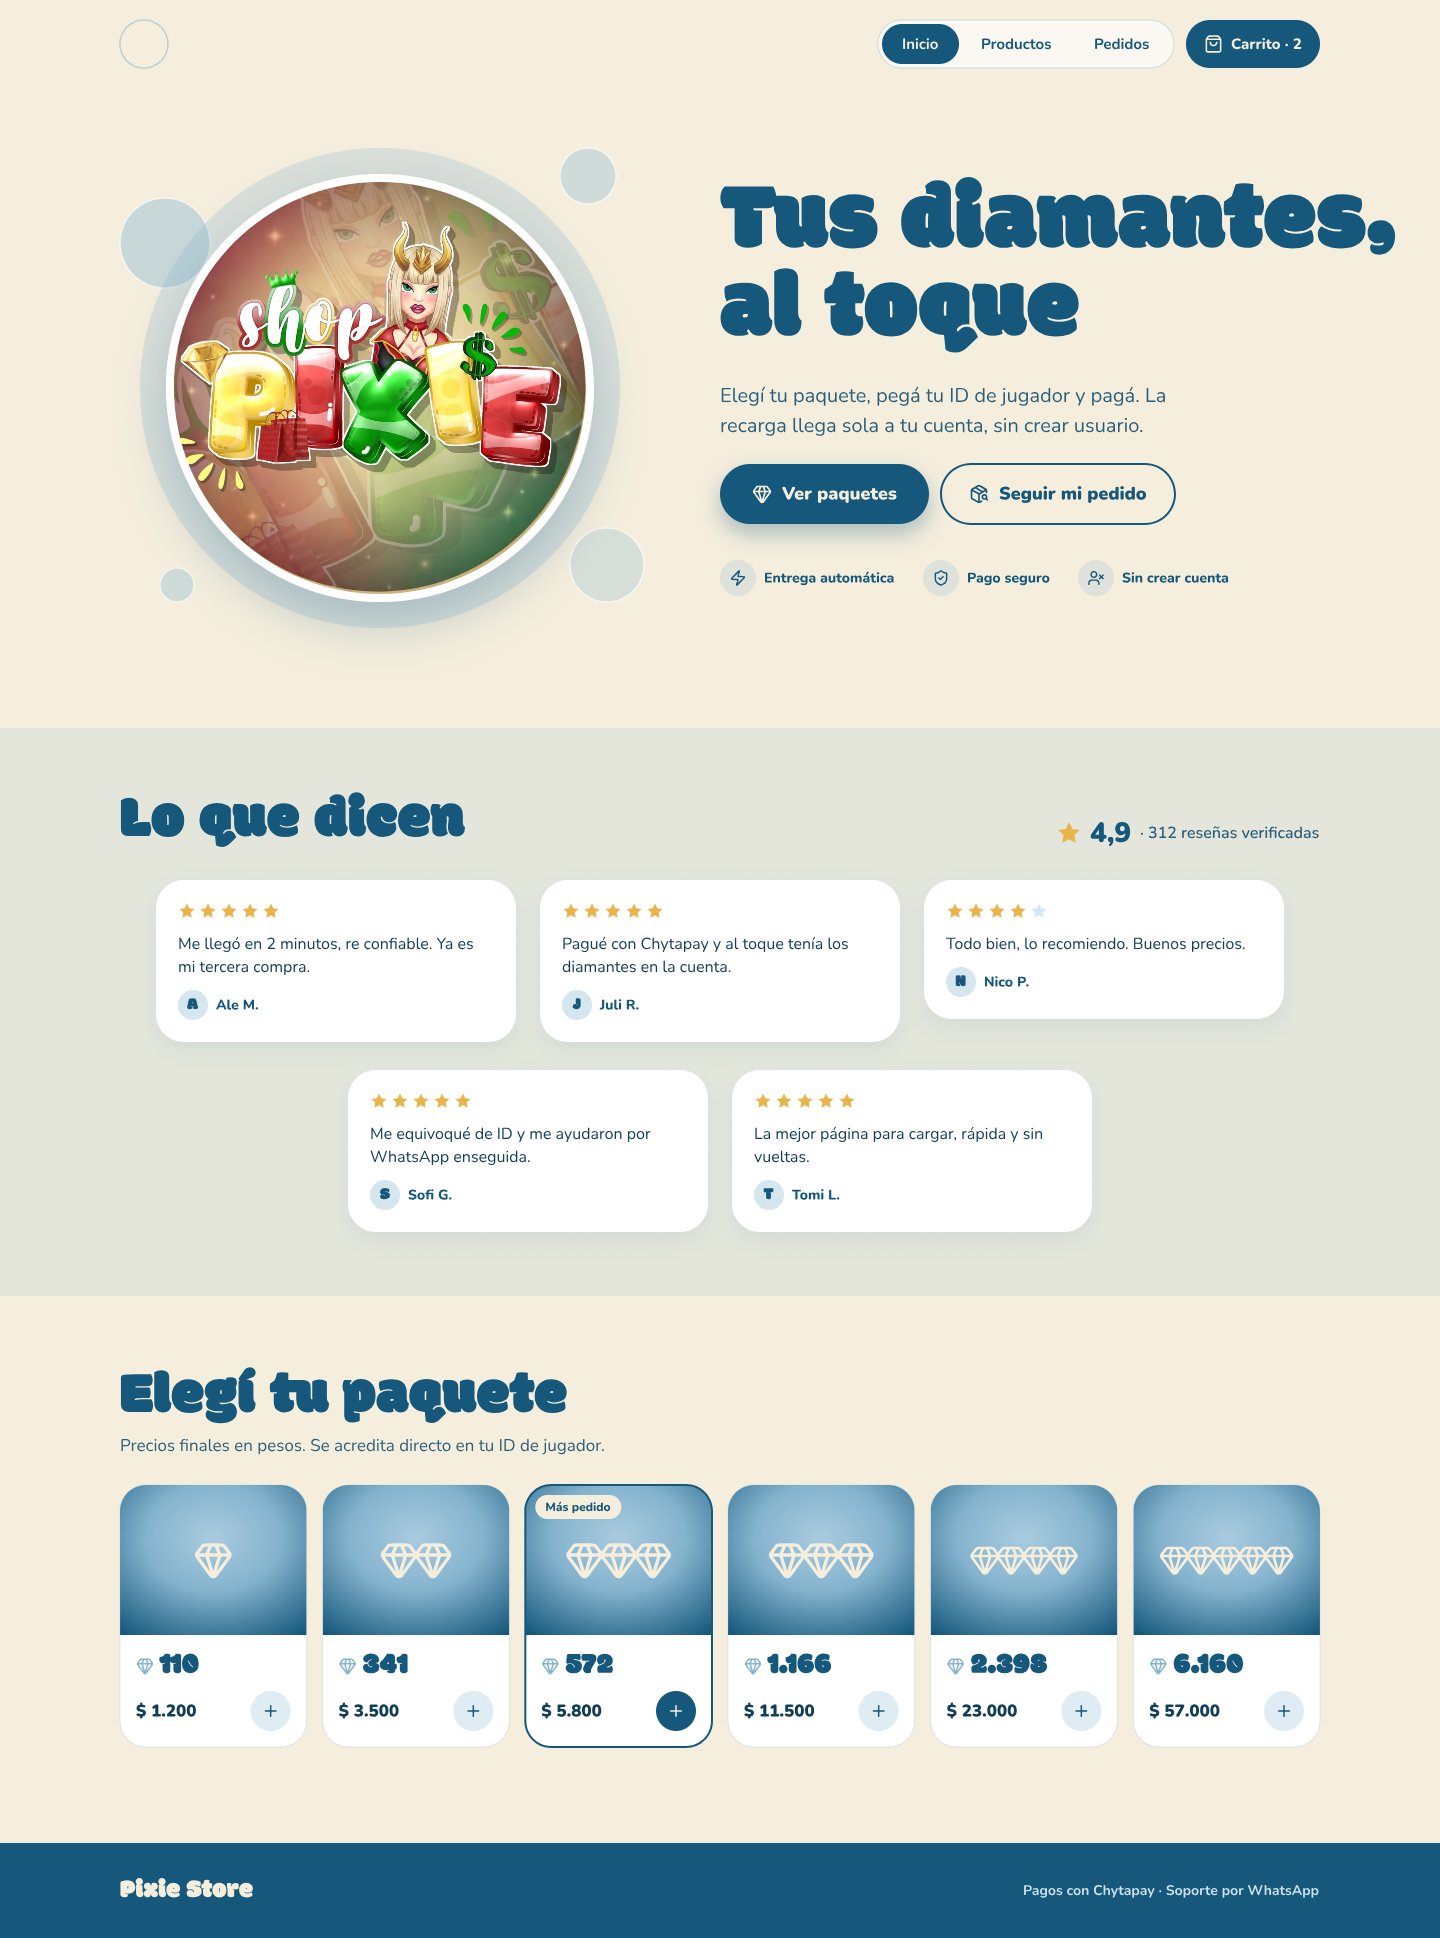 Inicio
Productos
Pedidos
Carrito · 2
shop
PIXIE
$
Tus diamantes,
al toque
Elegí tu paquete, pegá tu ID de jugador y pagá. La
recarga llega sola a tu cuenta, sin crear usuario.
Ver paquetes
Seguir mi pedido
Entrega automática
Pago seguro
Sin crear cuenta
Lo que dicen
4,9 · 312 reseñas verificadas
Me llegó en 2 minutos, re confiable. Ya es
mi tercera compra.
A Ale M.
Pagué con Chytapay y al toque tenía los
diamantes en la cuenta.
J Juli R.
Todo bien, lo recomiendo. Buenos precios.
N Nico P.
Me equivoqué de ID y me ayudaron por
WhatsApp enseguida.
S Sofi G.
La mejor página para cargar, rápida y sin
vueltas.
T Tomi L.
Elegí tu paquete
Precios finales en pesos. Se acredita directo en tu ID de jugador.
110
$ 1.200
341
$ 3.500
Más pedido
572
$ 5.800
1.166
$ 11.500
2.398
$ 23.000
6.160
$ 57.000
Pixie Store
Pagos con Chytapay · Soporte por WhatsApp